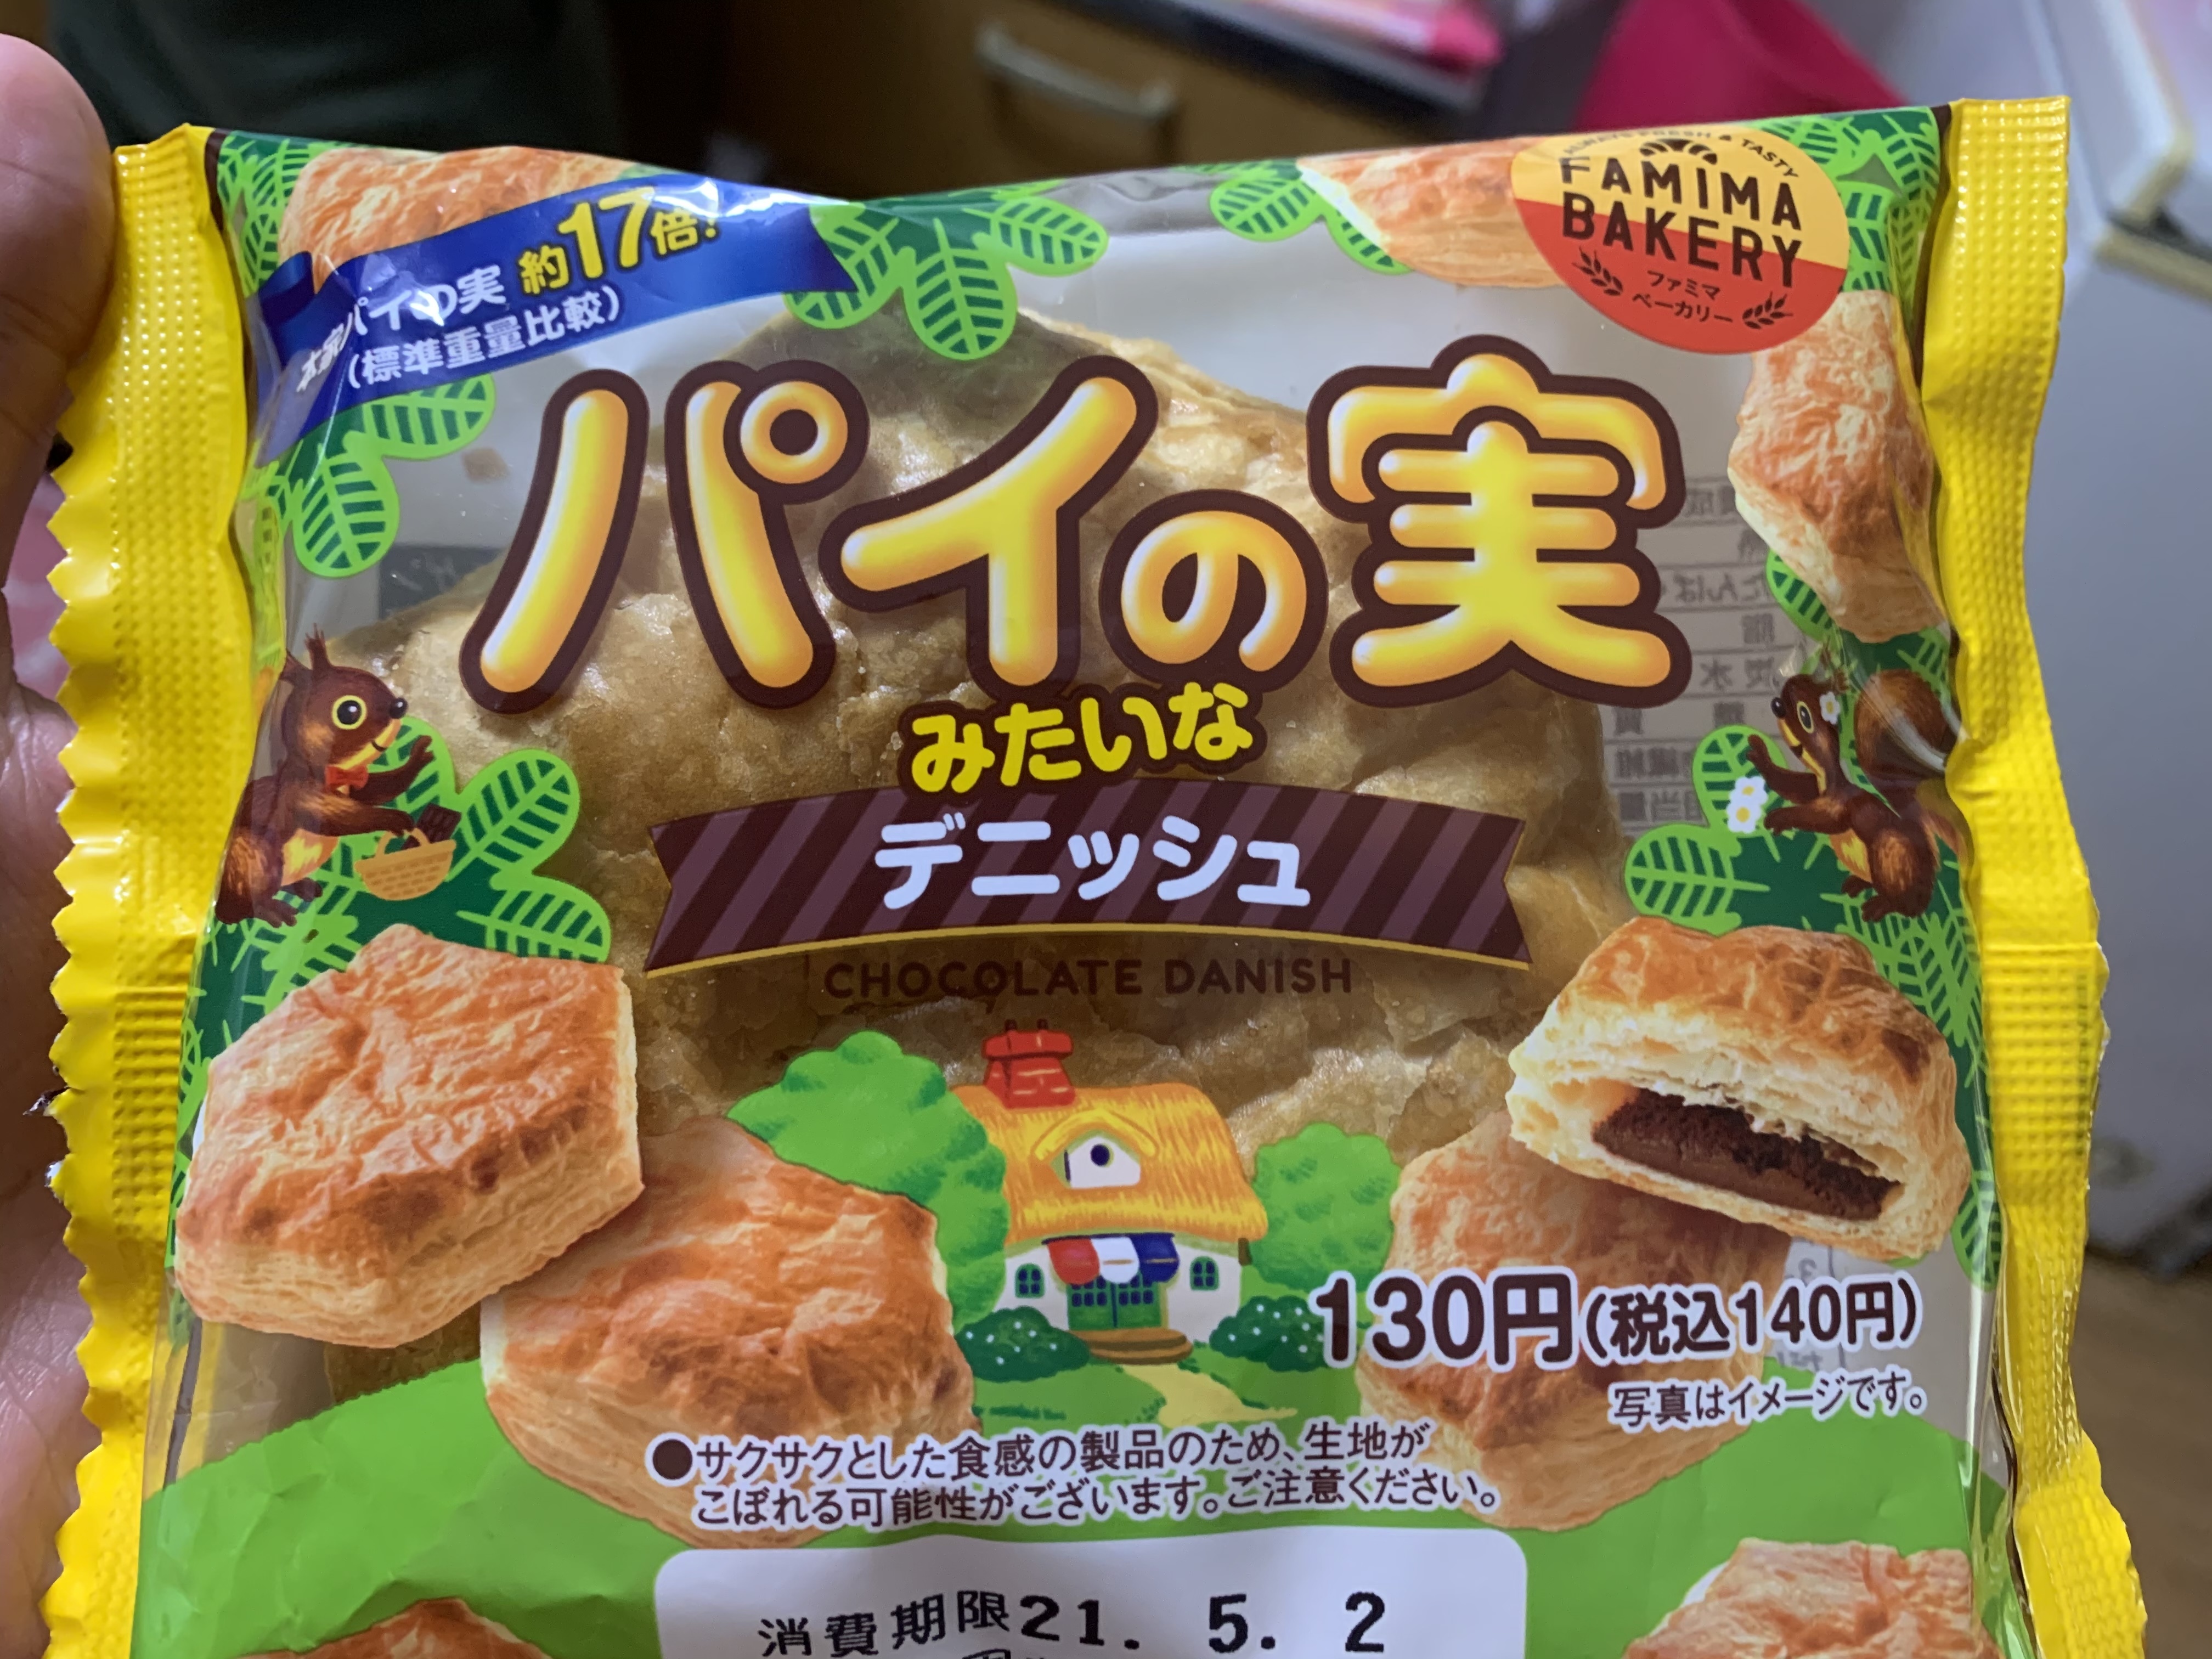 本家パイの実 約17倍!
(標準重量比較)
ALWAYS FRESH & TASTY
FAMIMA
BAKERY
ファミマ
ベーカリー
パイの実
みたいな
デニッシュ
CHOCOLATE DANISH
130円(税込140円)
写真はイメージです。
●サクサクとした食感の製品のため、生地が
こぼれる可能性がございます。ご注意ください。
消費期限21. 5. 2